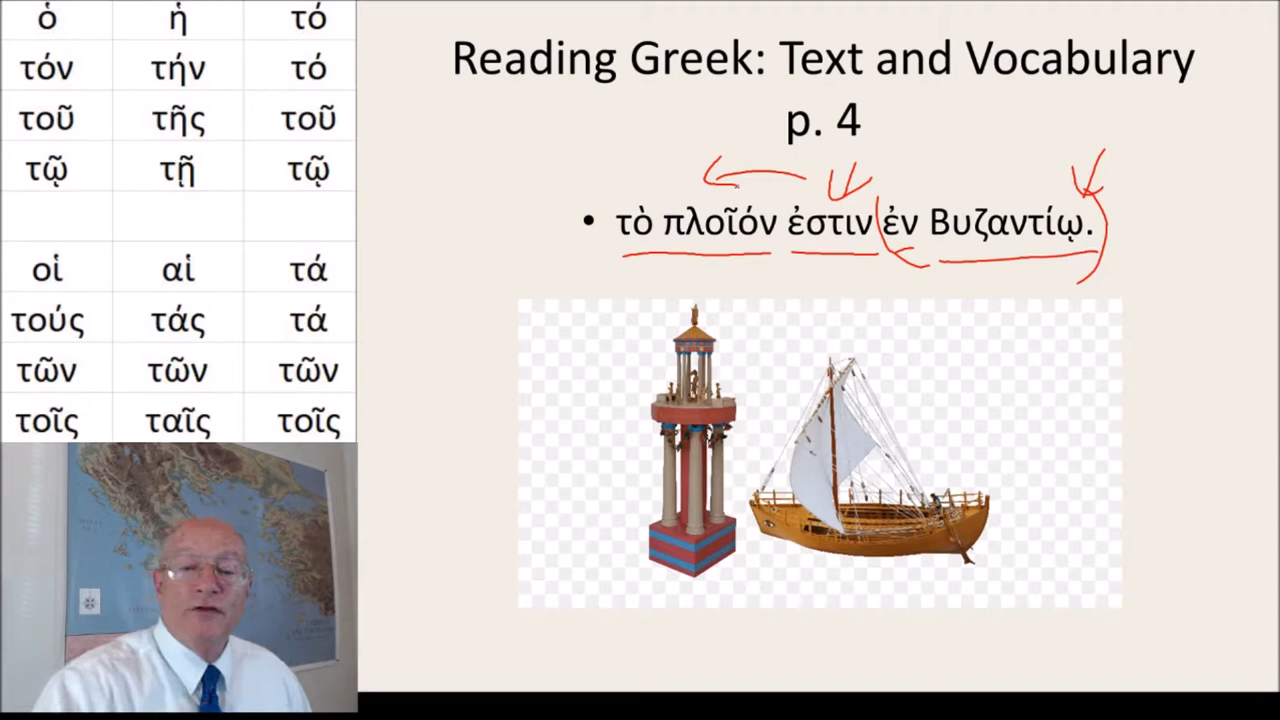 ὁ ἡ τό
τόν τήν τό
τοῦ τῆς τοῦ
τῷ τῇ τῷ
οἱ αἱ τά
τούς τάς τά
τῶν τῶν τῶν
τοῖς ταῖς τοῖς
Reading Greek: Text and Vocabulary
p. 4
• τὸ πλοῖόν ἐστιν ἐν Βυζαντίῳ.